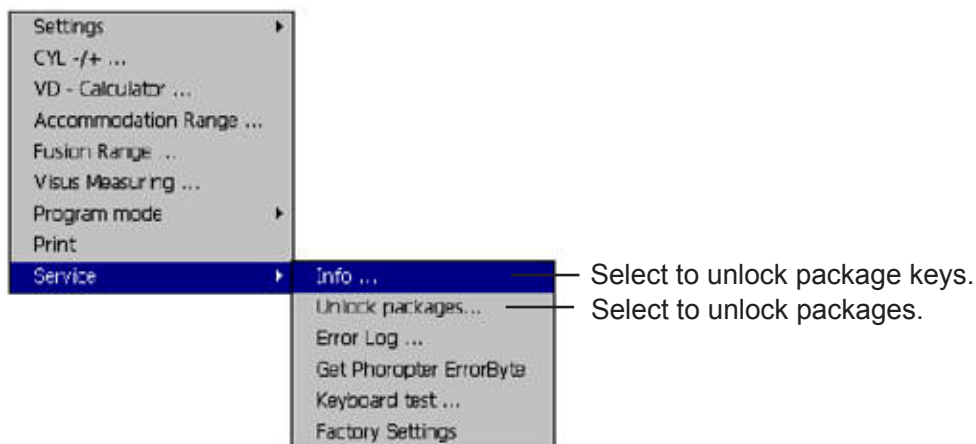 Settings
CYL -/+ ...
VD - Calculator ...
Accommodation Range ...
Fusion Range ...
Visus Measuring ...
Program mode
Print
Service
Info ...
Unlock packages...
Error Log ...
Get Phoropter ErrorByte
Keyboard test ...
Factory Settings
Select to unlock package keys.
Select to unlock packages.